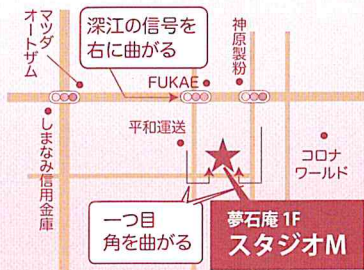 マツダ
オートザム
深江の信号を
右に曲がる
神原製粉
FUKAE
しまなみ信用金庫
平和運送
コロナ
ワールド
一つ目
角を曲がる
夢石庵 1F
スタジオM